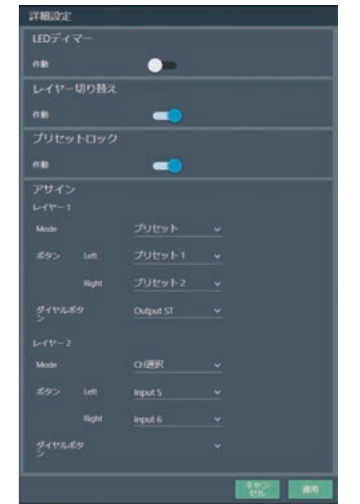 詳細設定
LEDディマー
作動
レイヤー切り替え
作動
プリセットロック
作動
アサイン
レイヤー 1
Mode プリセット
ボタン Left プリセット 1
Right プリセット 2
ダイヤルボタ
ン Output ST
レイヤー 2
Mode CH選択
ボタン Left Input 5
Right Input 6
ダイヤルボタ
ン
キャン
セル
適用